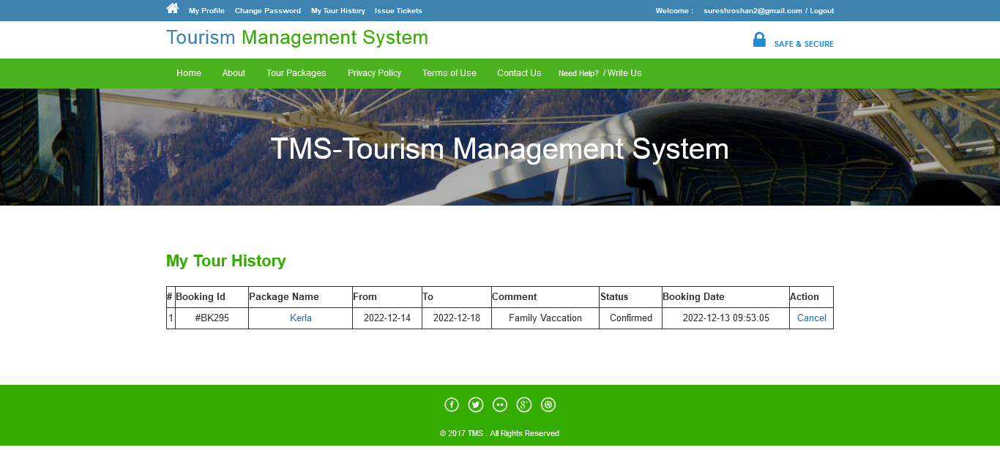 My Profile Change Password My Tour History Issue Tickets Welcome : sureshroshan2@gmail.com / Logout
Tourism Management System SAFE & SECURE
Home About Tour Packages Privacy Policy Terms of Use Contact Us Need Help? / Write Us
TMS-Tourism Management System
My Tour History
# Booking Id Package Name From To Comment Status Booking Date Action
1 #BK295 Kerla 2022-12-14 2022-12-18 Family Vaccation Confirmed 2022-12-13 09:53:05 Cancel
© 2017 TMS . All Rights Reserved